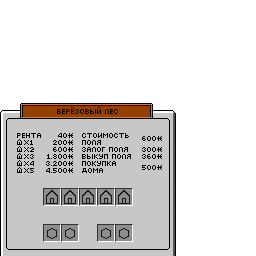 БЕРЁЗОВЫЙ ЛЕС
РЕНТА 40₩ СТОИМОСТЬ
X1 200₩ ПОЛЯ 600₩
X2 600₩ ЗАЛОГ ПОЛЯ 300₩
X3 1.800₩ ВЫКУП ПОЛЯ 360₩
X4 3.200₩ ПОКУПКА
X5 4.500₩ ДОМА 500₩